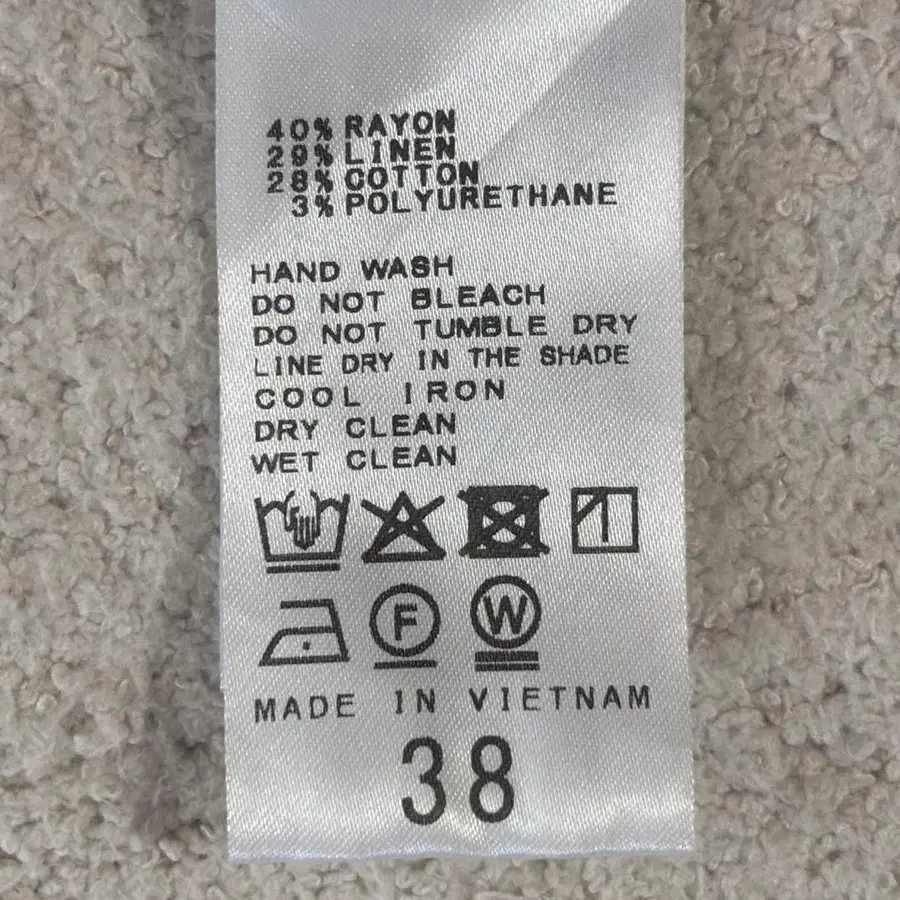 40% RAYON
29% LINEN
28% COTTON
3% POLYURETHANE
HAND WASH
DO NOT BLEACH
DO NOT TUMBLE DRY
LINE DRY IN THE SHADE
COOL IRON
DRY CLEAN
WET CLEAN
F W
MADE IN VIETNAM
38